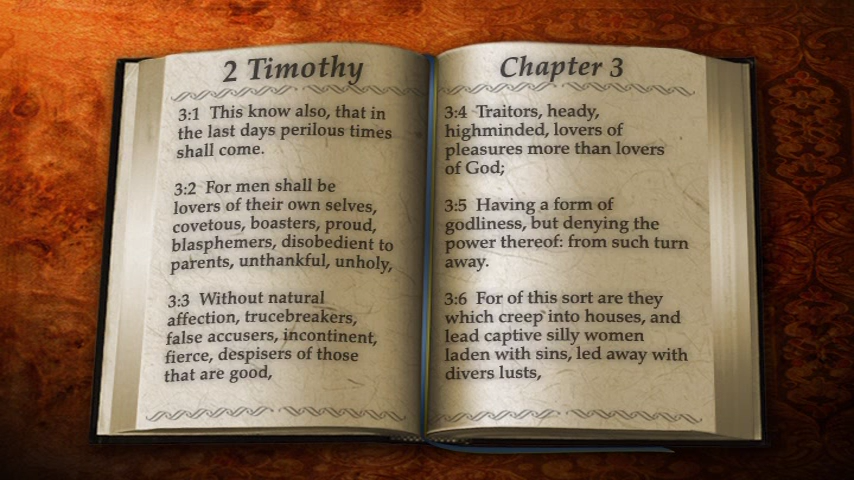 2 Timothy
3:1 This know also, that in
the last days perilous times
shall come.
3:2 For men shall be
lovers of their own selves,
covetous, boasters, proud,
blasphemers, disobedient to
parents, unthankful, unholy,
3:3 Without natural
affection, trucebreakers,
false accusers, incontinent,
fierce, despisers of those
that are good,
Chapter 3
3:4 Traitors, heady,
highminded, lovers of
pleasures more than lovers
of God;
3:5 Having a form of
godliness, but denying the
power thereof: from such turn
away.
3:6 For of this sort are they
which creep into houses, and
lead captive silly women
laden with sins, led away with
divers lusts,